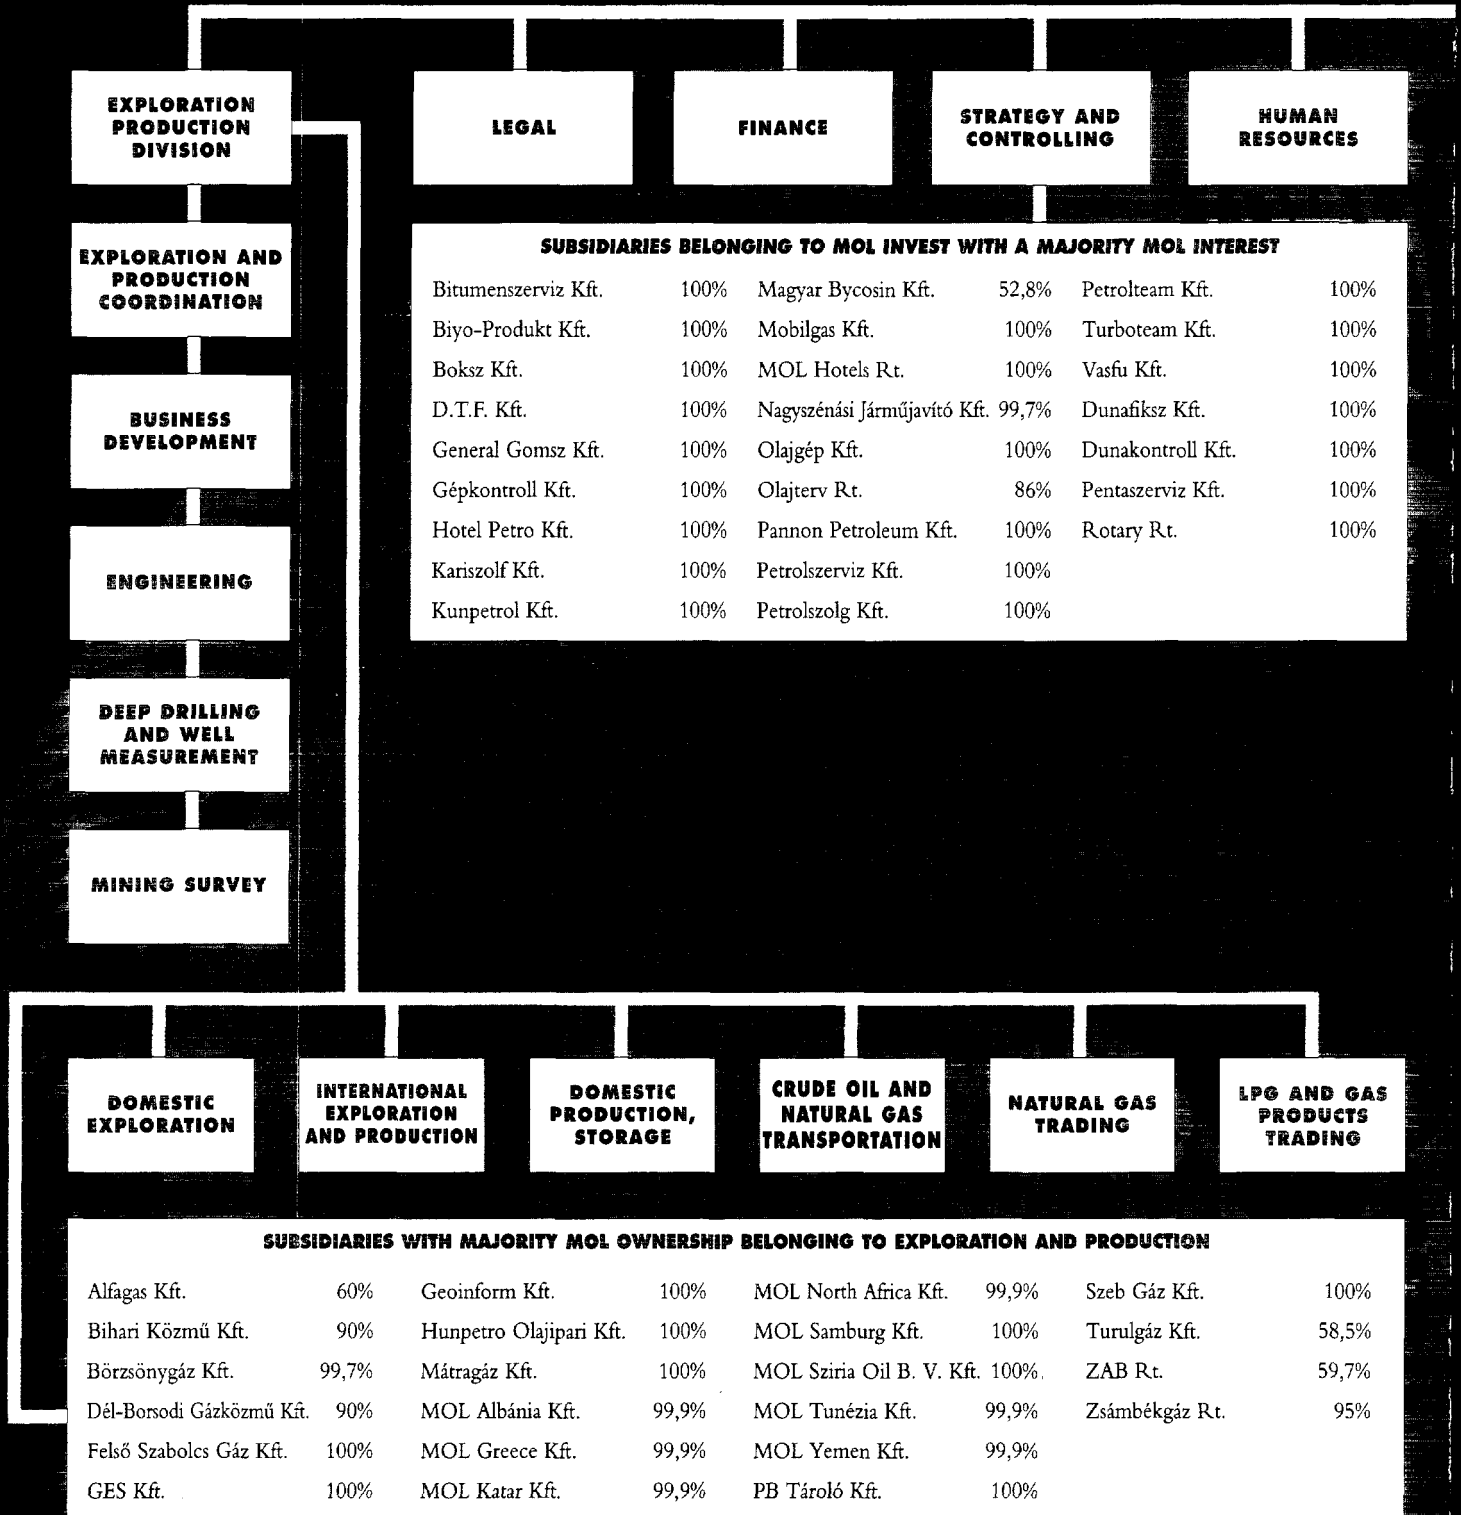 EXPLORATION
PRODUCTION
DIVISION
LEGAL
FINANCE
STRATEGY AND
CONTROLLING
HUMAN
RESOURCES
EXPLORATION AND
PRODUCTION
COORDINATION
BUSINESS
DEVELOPMENT
ENGINEERING
DEEP DRILLING
AND WELL
MEASUREMENT
MINING SURVEY
SUBSIDIARIES BELONGING TO MOL INVEST WITH A MAJORITY MOL INTEREST
Bitumenszerviz Kft. 100% Magyar Bycosin Kft. 52,8% Petrolteam Kft. 100%
Biyo-Produkt Kft. 100% Mobilgas Kft. 100% Turboteam Kft. 100%
Boksz Kft. 100% MOL Hotels Rt. 100% Vasfu Kft. 100%
D.T.F. Kft. 100% Nagyszénási Járműjavító Kft. 99,7% Dunafiksz Kft. 100%
General Gomsz Kft. 100% Olajgép Kft. 100% Dunakontroll Kft. 100%
Gépkontroll Kft. 100% Olajterv Rt. 86% Pentaszerviz Kft. 100%
Hotel Petro Kft. 100% Pannon Petroleum Kft. 100% Rotary Rt. 100%
Kariszolf Kft. 100% Petrolszerviz Kft. 100%
Kunpetrol Kft. 100% Petrolszolg Kft. 100%
DOMESTIC
EXPLORATION
INTERNATIONAL
EXPLORATION
AND PRODUCTION
DOMESTIC
PRODUCTION,
STORAGE
CRUDE OIL AND
NATURAL GAS
TRANSPORTATION
NATURAL GAS
TRADING
LPG AND GAS
PRODUCTS
TRADING
SUBSIDIARIES WITH MAJORITY MOL OWNERSHIP BELONGING TO EXPLORATION AND PRODUCTION
Alfagas Kft. 60% Geoinform Kft. 100% MOL North Africa Kft. 99,9% Szeb Gáz Kft. 100%
Bihari Közmű Kft. 90% Hunpetro Olajipari Kft. 100% MOL Samburg Kft. 100% Turulgáz Kft. 58,5%
Börzsönygáz Kft. 99,7% Mátragáz Kft. 100% MOL Sziria Oil B. V. Kft. 100% ZAB Rt. 59,7%
Dél-Borsodi Gázközmű Kft. 90% MOL Albánia Kft. 99,9% MOL Tunézia Kft. 99,9% Zsámbékgáz Rt. 95%
Felső Szabolcs Gáz Kft. 100% MOL Greece Kft. 99,9% MOL Yemen Kft. 99,9%
GES Kft. 100% MOL Katar Kft. 99,9% PB Tároló Kft. 100%